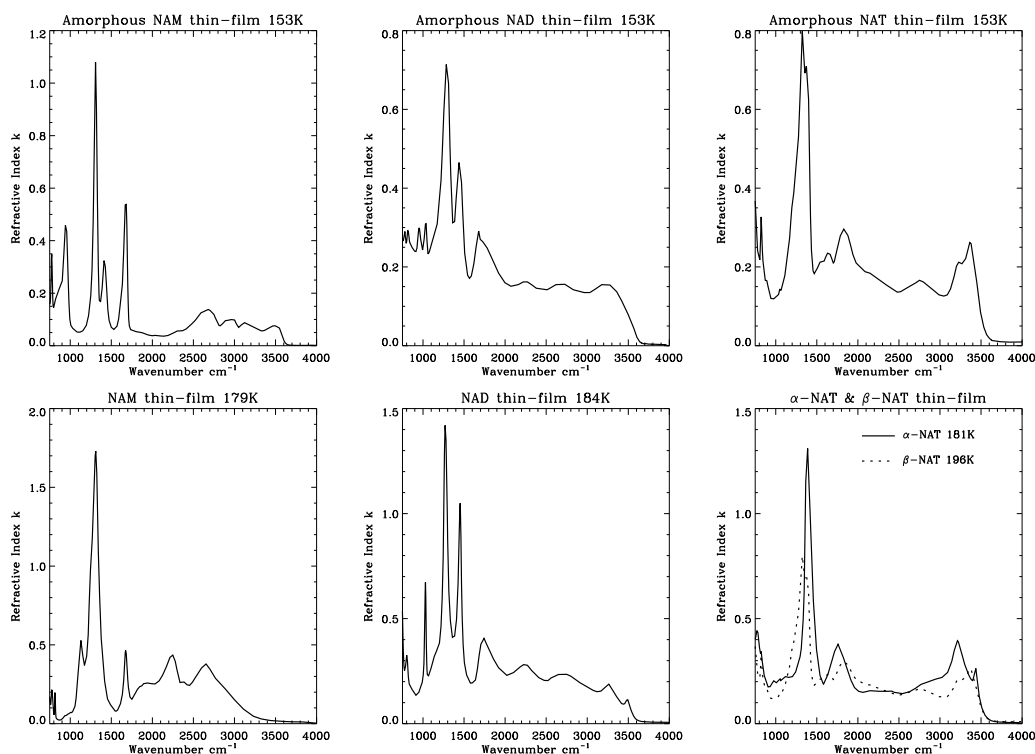 Amorphous NAM thin-film 153K
Refractive Index k
1.2
1.0
0.8
0.6
0.4
0.2
0.0
1000 1500 2000 2500 3000 3500 4000
Wavenumber cm⁻¹
Amorphous NAD thin-film 153K
Refractive Index k
0.8
0.6
0.4
0.2
0.0
1000 1500 2000 2500 3000 3500 4000
Wavenumber cm⁻¹
Amorphous NAT thin-film 153K
Refractive Index k
0.8
0.6
0.4
0.2
0.0
1000 1500 2000 2500 3000 3500 4000
Wavenumber cm⁻¹
NAM thin-film 179K
Refractive Index k
2.0
1.5
1.0
0.5
0.0
1000 1500 2000 2500 3000 3500 4000
Wavenumber cm⁻¹
NAD thin-film 184K
Refractive Index k
1.5
1.0
0.5
0.0
1000 1500 2000 2500 3000 3500 4000
Wavenumber cm⁻¹
α-NAT & β-NAT thin-film
α-NAT 181K
β-NAT 196K
Refractive Index k
1.5
1.0
0.5
0.0
1000 1500 2000 2500 3000 3500 4000
Wavenumber cm⁻¹